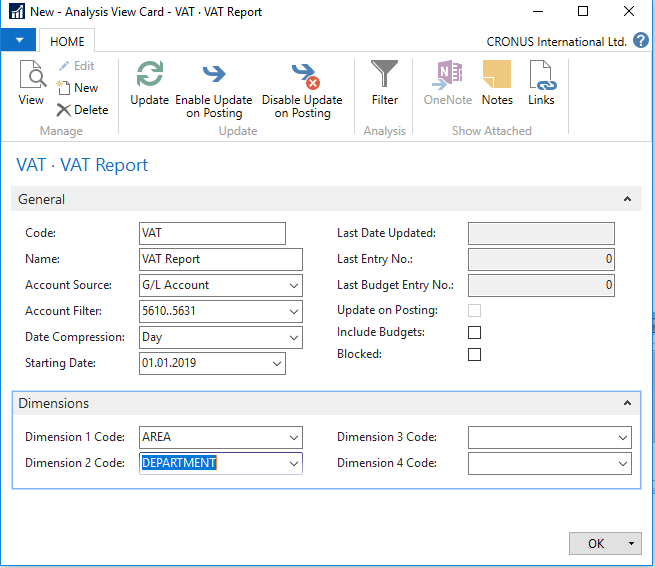 New - Analysis View Card - VAT · VAT Report
HOME
CRONUS International Ltd.
View
Edit
New
Delete
Manage
Update
Enable Update
on Posting
Disable Update
on Posting
Update
Filter
Analysis
OneNote
Notes
Links
Show Attached
VAT · VAT Report
General
Code: VAT
Name: VAT Report
Account Source: G/L Account
Account Filter: 5610..5631
Date Compression: Day
Starting Date: 01.01.2019
Last Date Updated:
Last Entry No.: 0
Last Budget Entry No.: 0
Update on Posting:
Include Budgets:
Blocked:
Dimensions
Dimension 1 Code: AREA
Dimension 2 Code: DEPARTMENT
Dimension 3 Code:
Dimension 4 Code:
OK